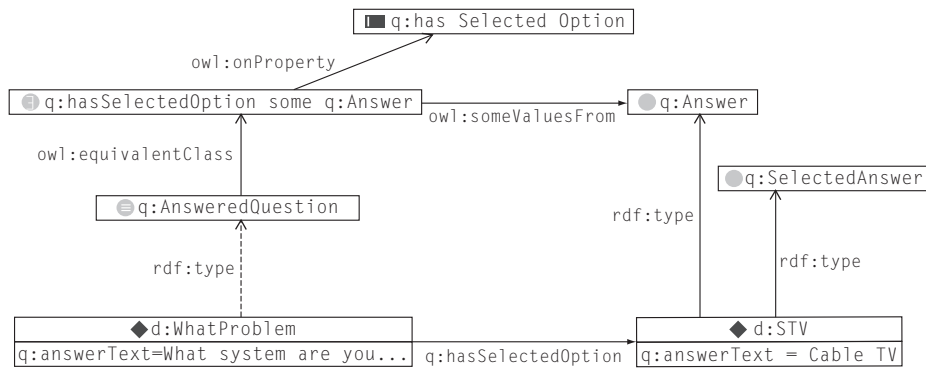 q:has Selected Option
owl:onProperty
q:hasSelectedOption some q:Answer
owl:someValuesFrom
q:Answer
owl:equivalentClass
q:SelectedAnswer
q:AnsweredQuestion
rdf:type
rdf:type
rdf:type
d:WhatProblem
q:answerText=What system are you...
q:hasSelectedOption
d:STV
q:answerText = Cable TV